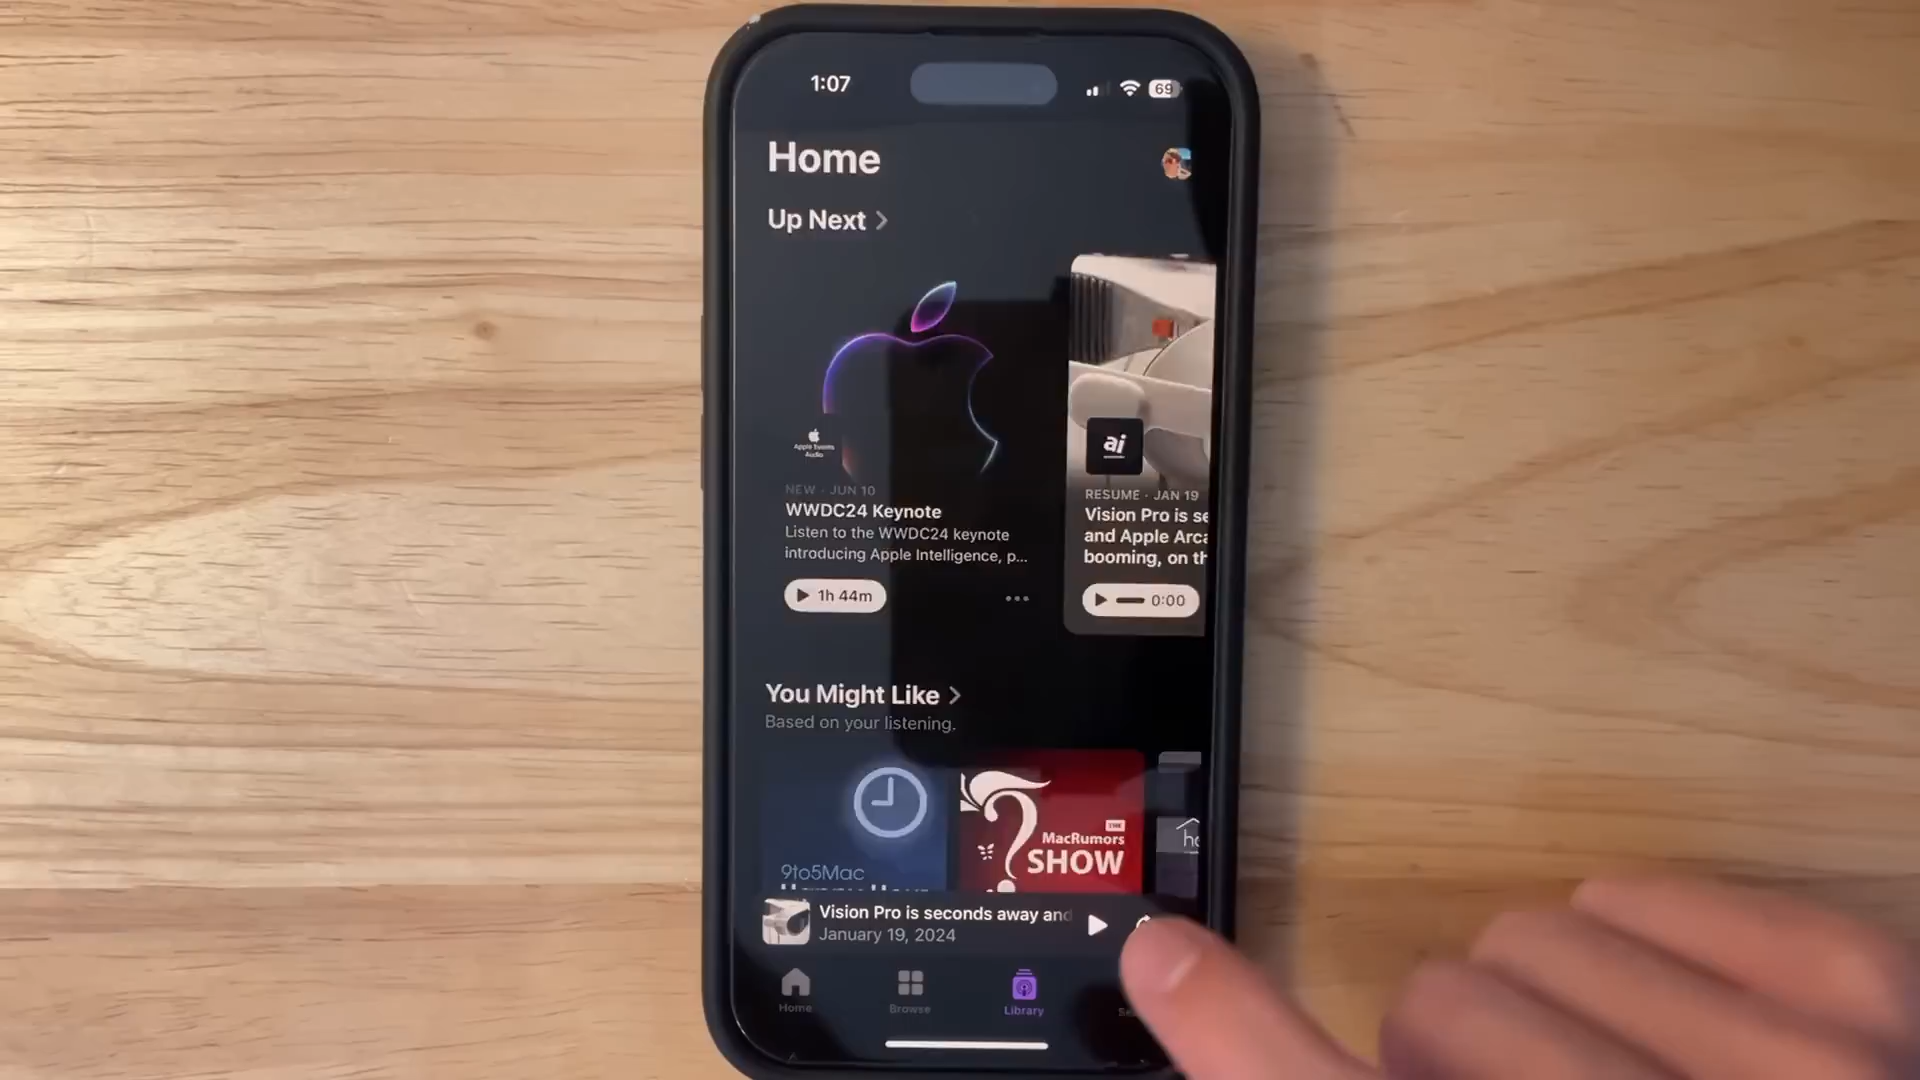 1:07
69
Home
Up Next
Apple Events
Audio
ai
NEW · JUN 10
WWDC24 Keynote
Listen to the WWDC24 keynote
introducing Apple Intelligence, p...
1h 44m
RESUME · JAN 19
Vision Pro is se
and Apple Arca
booming, on th
0:00
You Might Like
Based on your listening.
9to5Mac
THE
MacRumors
SHOW
Vision Pro is seconds away and
January 19, 2024
Home
Browse
Library